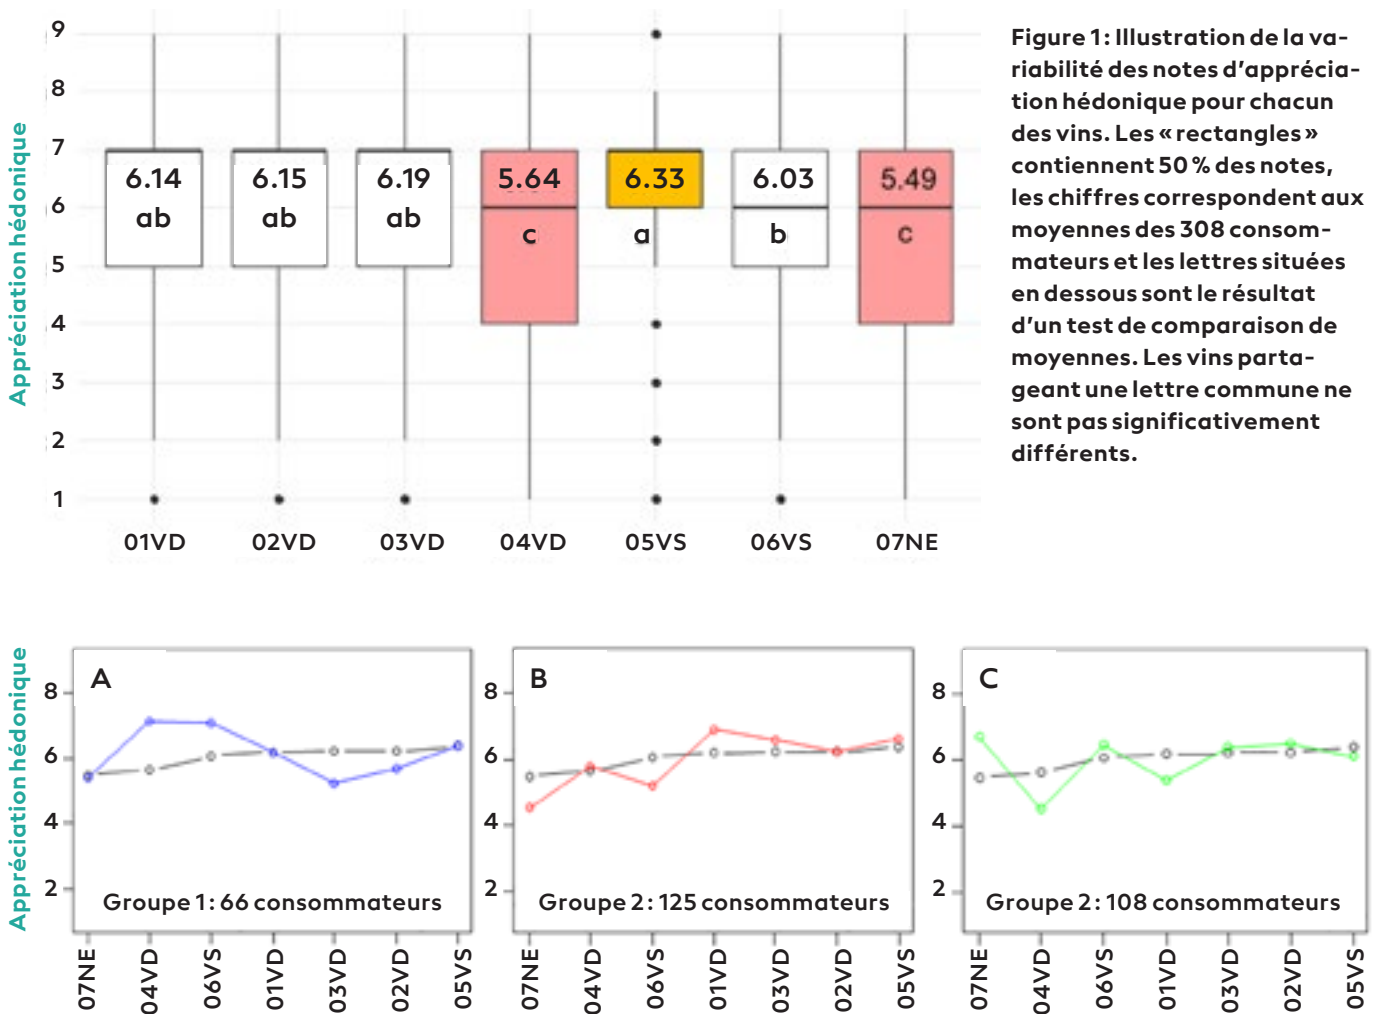 Appréciation hédonique
9
8
7
6
5
4
3
2
1
6.14
ab
6.15
ab
6.19
ab
5.64
c
6.33
a
6.03
b
5.49
c
01VD 02VD 03VD 04VD 05VS 06VS 07NE
Figure 1 : Illustration de la va-
riabilité des notes d’apprécia-
tion hédonique pour chacun
des vins. Les « rectangles »
contiennent 50 % des notes,
les chiffres correspondent aux
moyennes des 308 consom-
mateurs et les lettres situées
en dessous sont le résultat
d’un test de comparaison de
moyennes. Les vins parta-
geant une lettre commune ne
sont pas significativement
différents.
Appréciation hédonique
A
8
6
4
2
Groupe 1 : 66 consommateurs
07NE 04VD 06VS 01VD 03VD 02VD 05VS
B
8
6
4
2
Groupe 2 : 125 consommateurs
07NE 04VD 06VS 01VD 03VD 02VD 05VS
C
8
6
4
2
Groupe 2 : 108 consommateurs
07NE 04VD 06VS 01VD 03VD 02VD 05VS